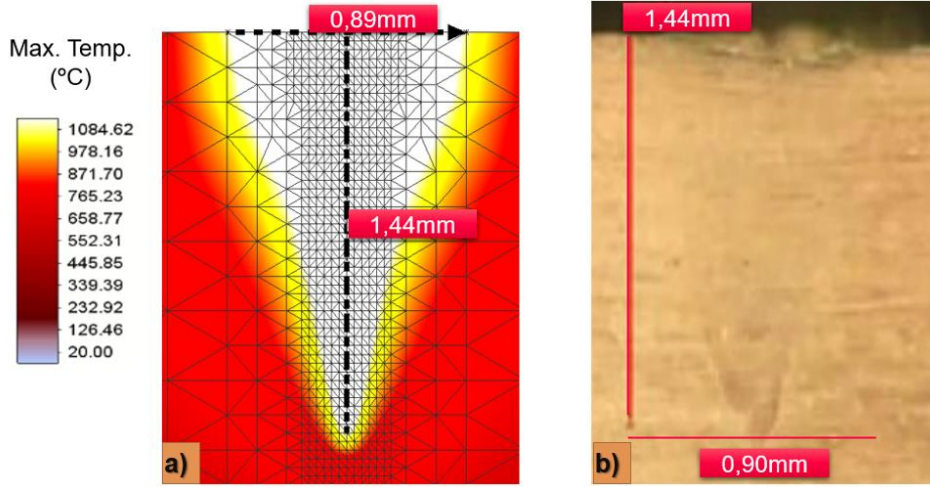 Max. Temp.
(ºC)
1084.62
978.16
871.70
765.23
658.77
552.31
445.85
339.39
232.92
126.46
20.00
0,89mm
1,44mm
a)
1,44mm
0,90mm
b)